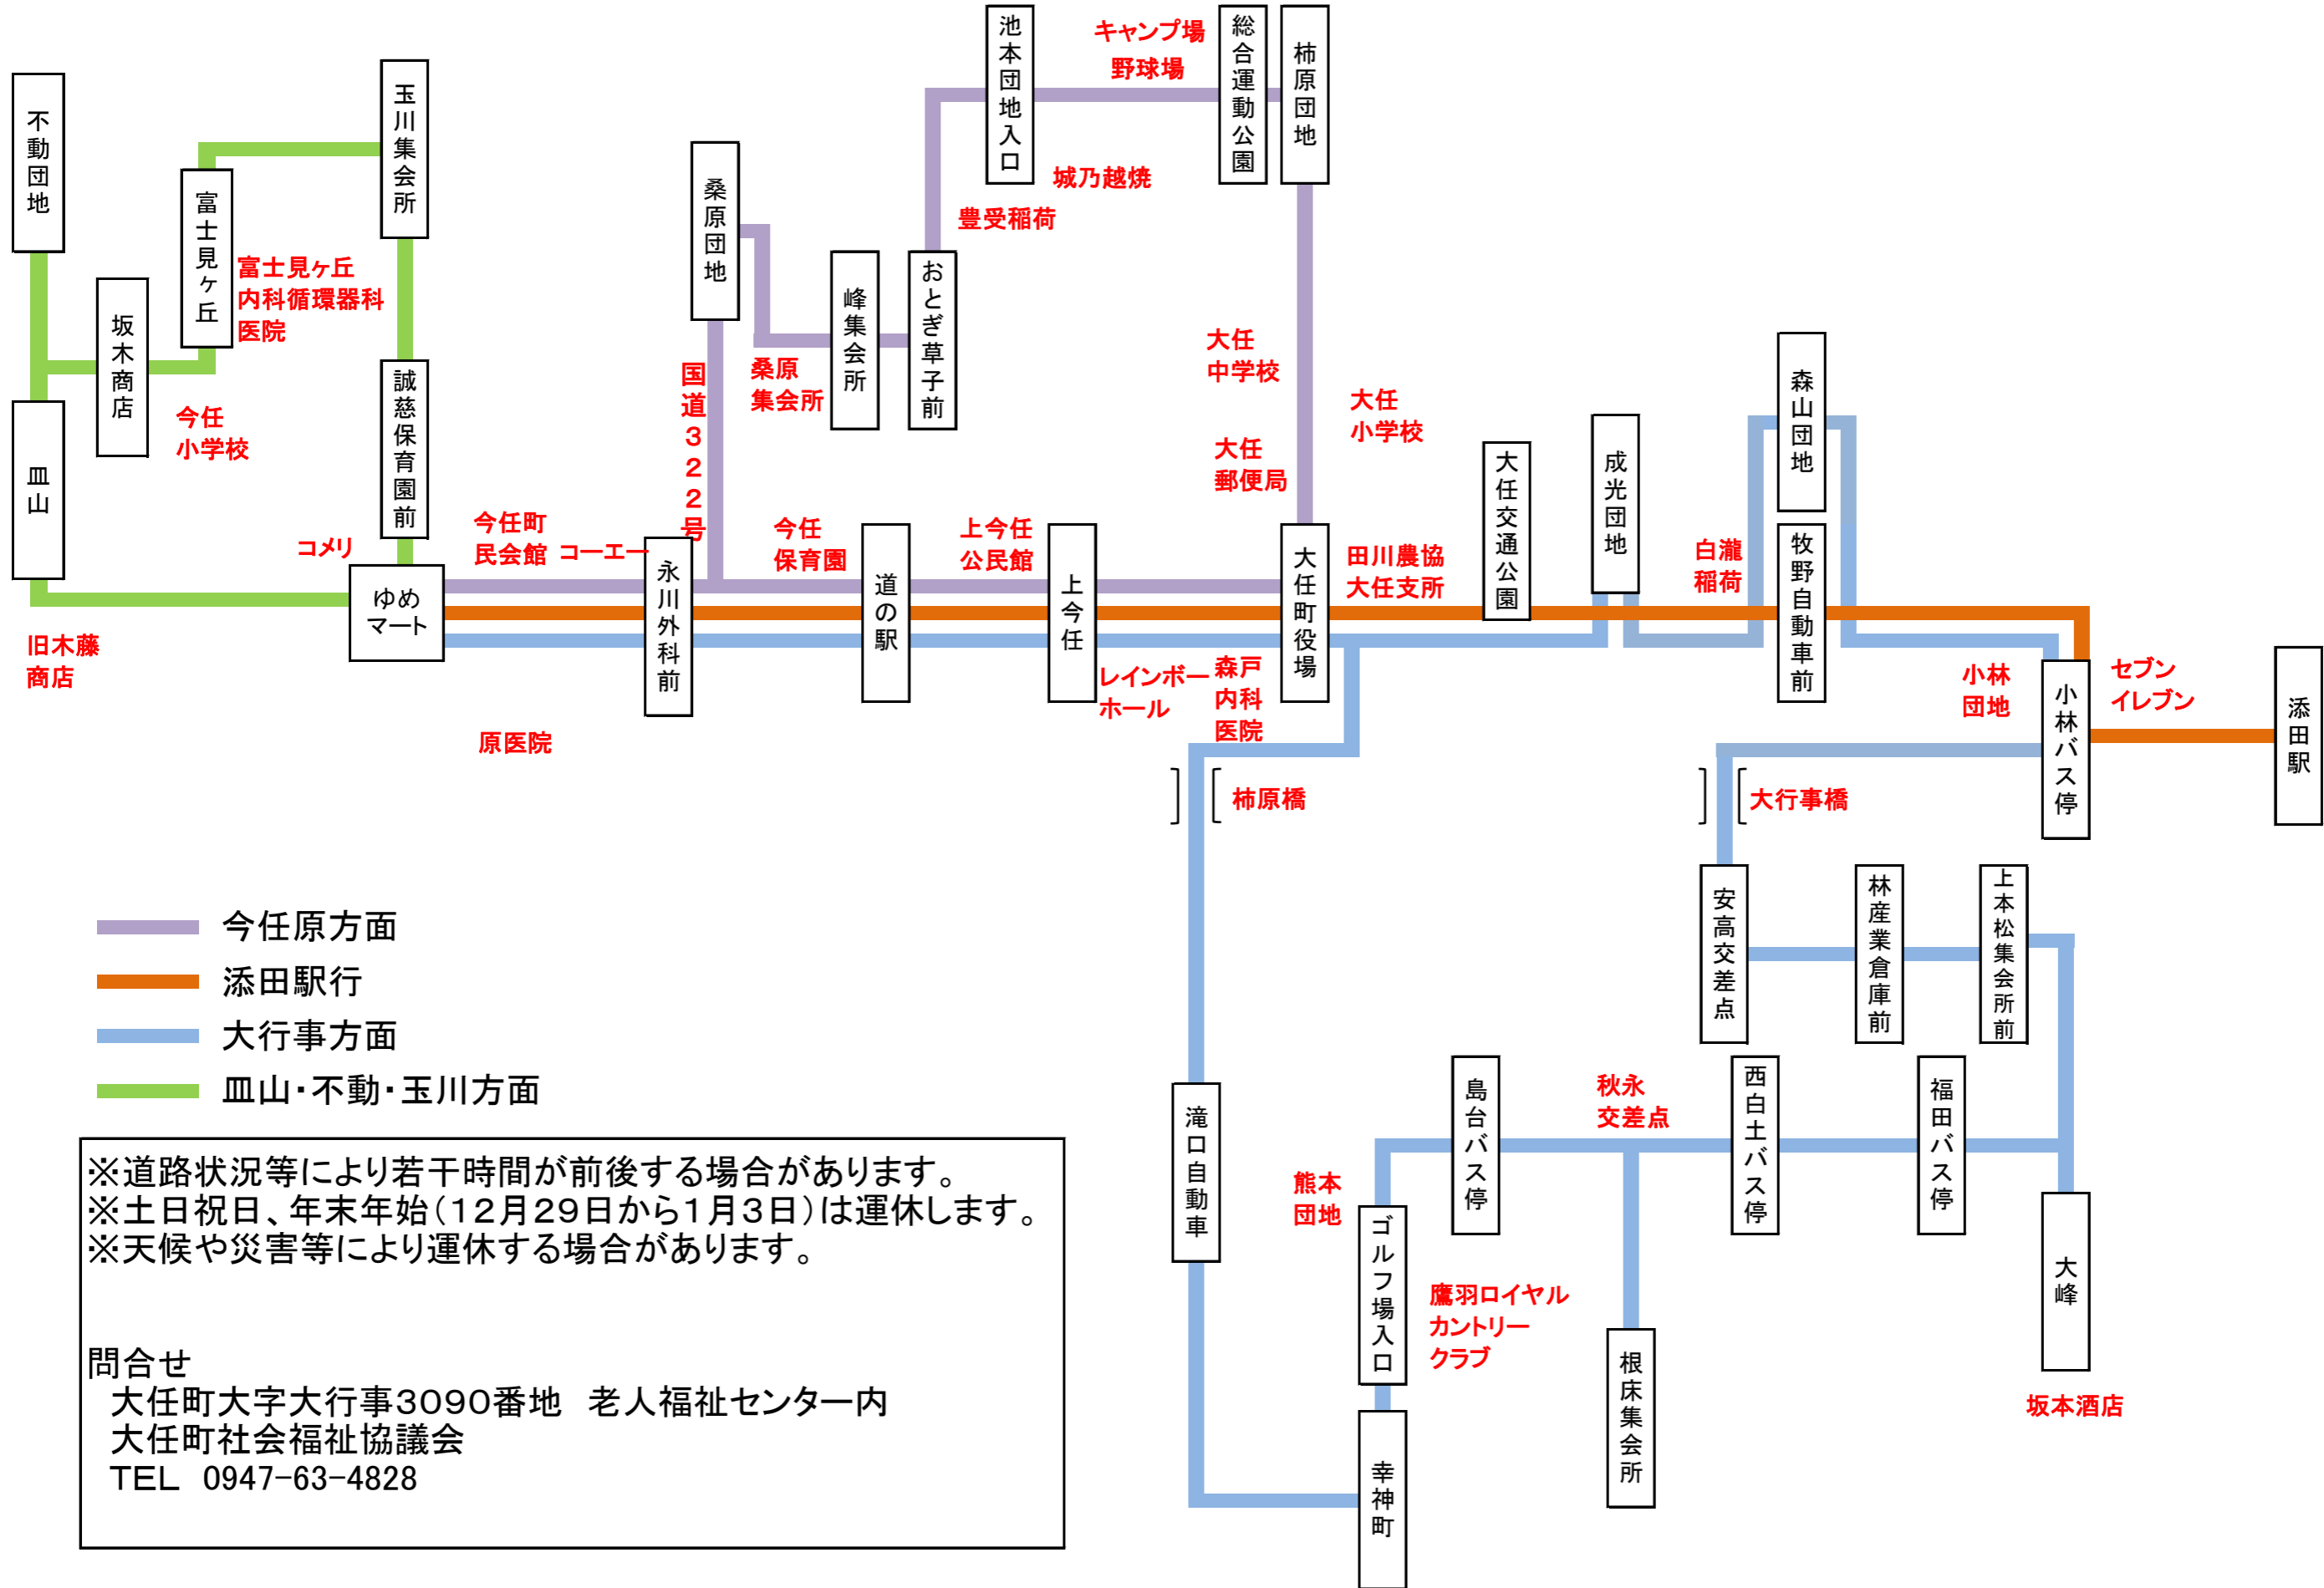 池本団地入口
キャンプ場
野球場
総合運動公園
柿原団地
不動団地
玉川集会所
富士見ヶ丘
桑原団地
城乃越焼
豊受稲荷
富士見ヶ丘
内科循環器科
医院
坂木商店
峰集会所
おとぎ草子前
国道３２２号
桑原
集会所
大任
中学校
大任
小学校
森山団地
今任
小学校
皿山
誠慈保育園前
大任
郵便局
大任交通公園
成光団地
コメリ
今任町
民会館
コーエー
永川外科前
今任
保育園
道の駅
上今任
公民館
上今任
大任町役場
田川農協
大任支所
白瀧
稲荷
牧野自動車前
ゆめ
マート
旧木藤
商店
原医院
レインボー
ホール
森戸
内科
医院
小林
団地
小林バス停
セブン
イレブン
添田駅
柿原橋
大行事橋
安高交差点
林産業倉庫前
上本松集会所前
今任原方面
添田駅行
大行事方面
皿山・不動・玉川方面
滝口自動車
島台バス停
秋永
交差点
西白土バス停
福田バス停
熊本
団地
ゴルフ場入口
鷹羽ロイヤル
カントリー
クラブ
根床集会所
大峰
坂本酒店
幸神町
※道路状況等により若干時間が前後する場合があります。
※土日祝日、年末年始（１２月２９日から１月３日）は運休します。
※天候や災害等により運休する場合があります。
問合せ
大任町大字大行事３０９０番地　老人福祉センター内
大任町社会福祉協議会
ＴＥＬ　0947-63-4828